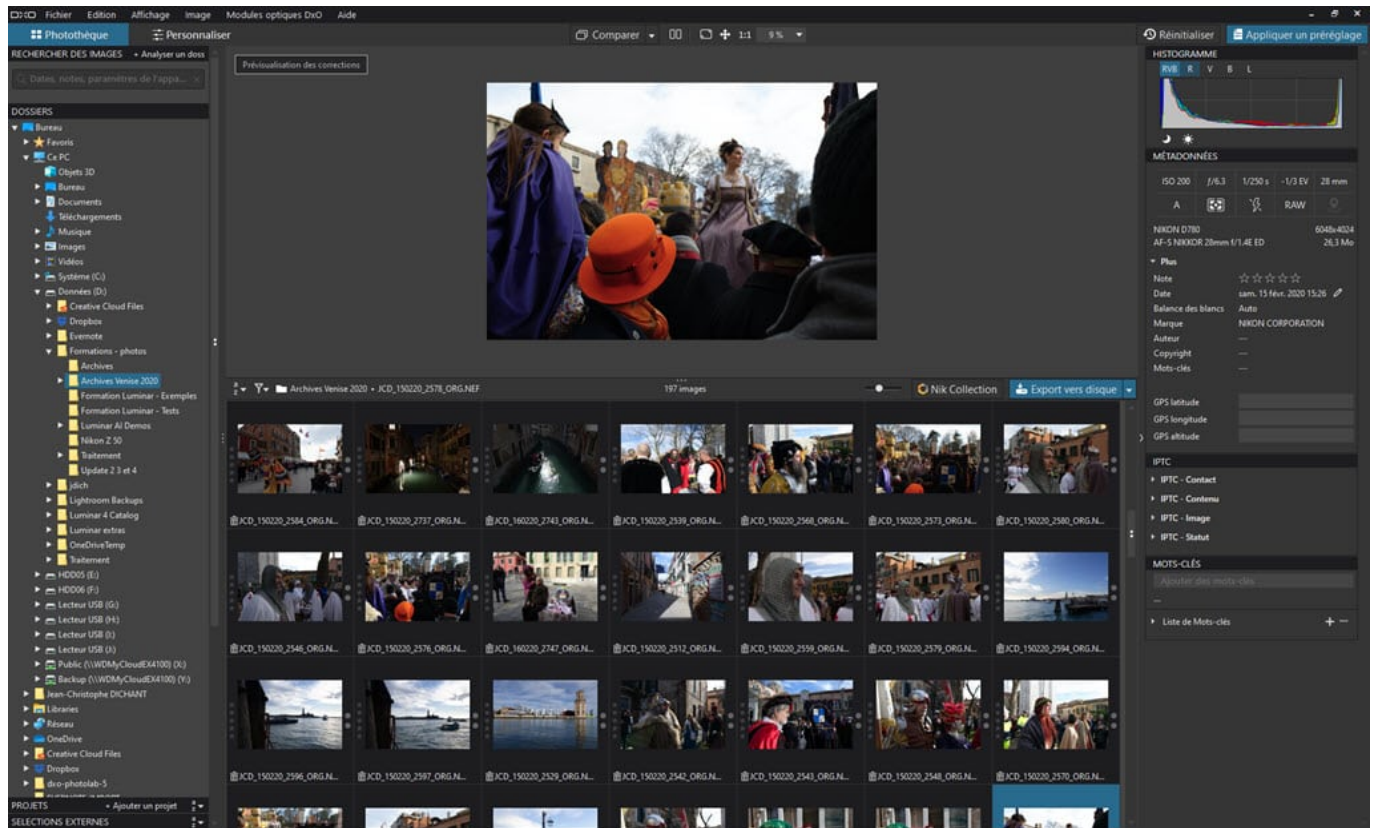 DXO Fichier Edition Affichage Image Modules optiques DxO Aide
Photothèque Personnaliser Comparer 1:1 9 % Réinitialiser Appliquer un préréglage
RECHERCHER DES IMAGES + Analyser un doss
Dates, notes, paramètres de l'appa...
DOSSIERS
Bureau
Favoris
Ce PC
Objets 3D
Bureau
Documents
Téléchargements
Musique
Images
Vidéos
Système (C:)
Données (D:)
Creative Cloud Files
Dropbox
Evernote
Formations - photos
Archives
Archives Venise 2020
Formation Luminar - Exemples
Formation Luminar - Tests
Luminar AI Demos
Nikon Z 50
Traitement
Update 2 3 et 4
jdich
Lightroom Backups
Luminar 4 Catalog
Luminar extras
OneDriveTemp
Traitement
HDD05 (E:)
HDD06 (F:)
Lecteur USB (G:)
Lecteur USB (H:)
Lecteur USB (I:)
Lecteur USB (J:)
Public (\\WDMyCloudEX4100) (X:)
Backup (\\WDMyCloudEX4100) (Y:)
Jean-Christophe DICHANT
Libraries
Réseau
OneDrive
Creative Cloud Files
Dropbox
dxo-photolab-5
PROJETS + Ajouter un projet
SELECTIONS EXTERNES
Prévisualisation des corrections
Archives Venise 2020 • JCD_150220_2578_ORG.NEF 197 images Nik Collection Export vers disque
JCD_150220_2584_ORG.N... JCD_150220_2737_ORG.N... JCD_160220_2743_ORG.N... JCD_150220_2539_ORG.N... JCD_150220_2568_ORG.N... JCD_150220_2573_ORG.N... JCD_150220_2580_ORG.N...
JCD_150220_2546_ORG.N... JCD_150220_2576_ORG.N... JCD_160220_2747_ORG.N... JCD_150220_2512_ORG.N... JCD_150220_2559_ORG.N... JCD_150220_2579_ORG.N... JCD_150220_2594_ORG.N...
JCD_150220_2596_ORG.N... JCD_150220_2597_ORG.N... JCD_150220_2529_ORG.N... JCD_150220_2542_ORG.N... JCD_150220_2543_ORG.N... JCD_150220_2548_ORG.N... JCD_150220_2570_ORG.N...
HISTOGRAMME
RVB R V B L
MÉTADONNÉES
ISO 200 ƒ/6.3 1/250 s -1/3 EV 28 mm
A RAW
NIKON D780 6048x4024
AF-S NIKKOR 28mm f/1.4E ED 26,3 Mo
Plus
Note
Date sam. 15 févr. 2020 15:26
Balance des blancs Auto
Marque NIKON CORPORATION
Auteur ---
Copyright ---
Mots-clés ---
GPS latitude
GPS longitude
GPS altitude
IPTC
IPTC - Contact
IPTC - Contenu
IPTC - Image
IPTC - Statut
MOTS-CLÉS
Ajouter des mots-clés
---
Liste de Mots-clés